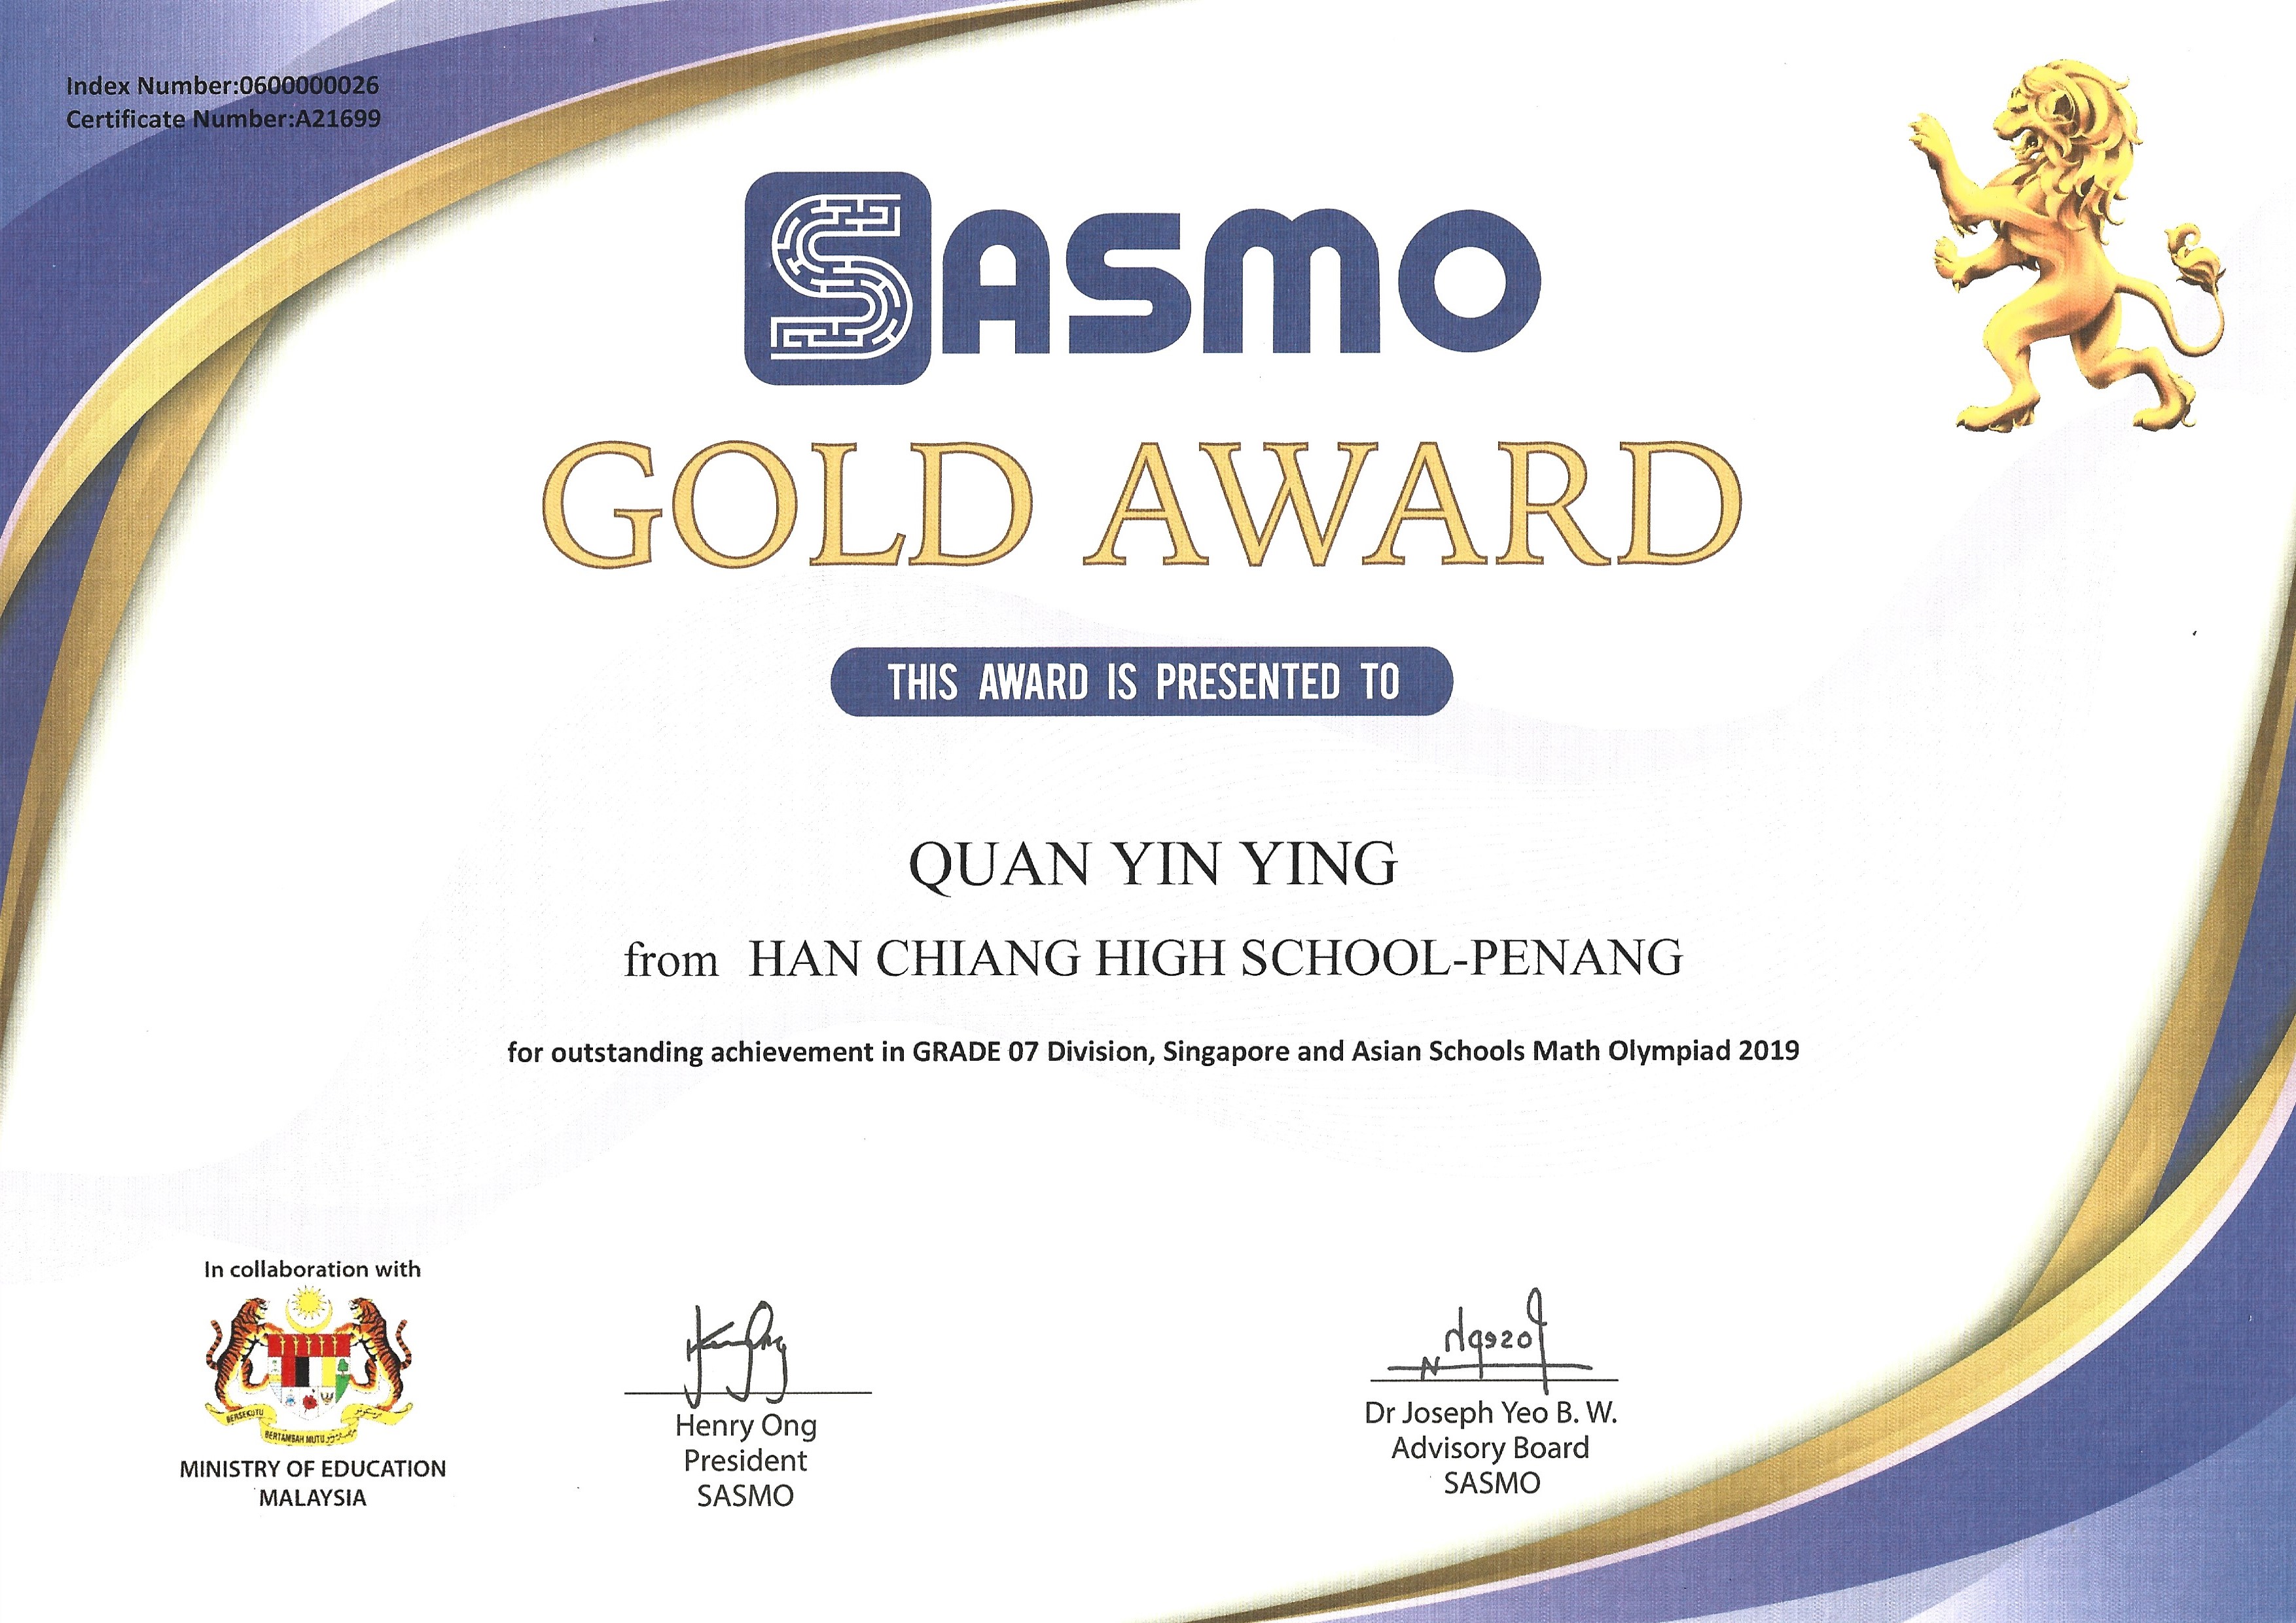 Index Number:0600000026
Certificate Number:A21699
SASMO
GOLD AWARD
THIS AWARD IS PRESENTED TO
QUAN YIN YING
from HAN CHIANG HIGH SCHOOL-PENANG
for outstanding achievement in GRADE 07 Division, Singapore and Asian Schools Math Olympiad 2019
In collaboration with
BERSEKUTU
BERTAMBAH MUTU
MINISTRY OF EDUCATION
MALAYSIA
Henry Ong
President
SASMO
Dr Joseph Yeo B. W.
Advisory Board
SASMO